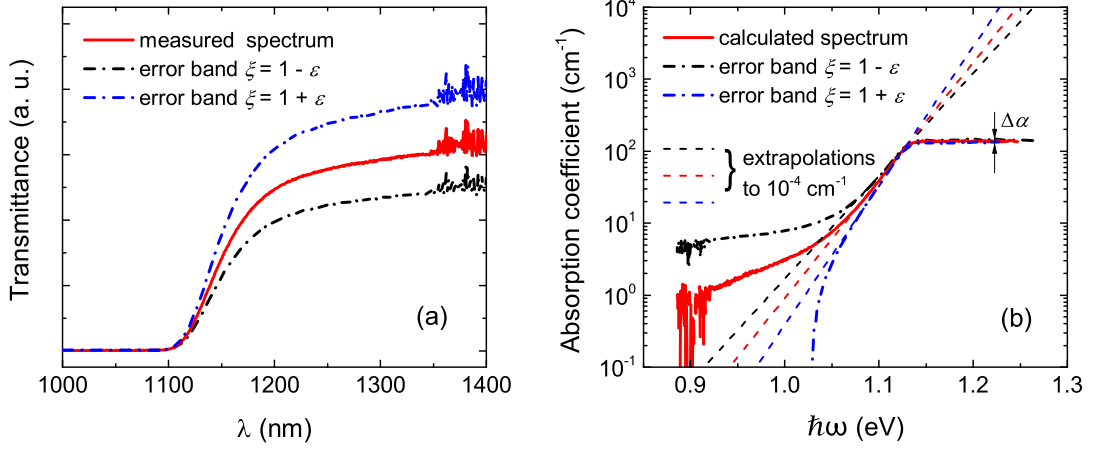 measured spectrum
error band ξ = 1 - ε
error band ξ = 1 + ε
Transmittance (a. u.)
(a)
1000 1100 1200 1300 1400
λ (nm)
10⁴
10³
10²
10¹
10⁰
10⁻¹
Absorption coefficient (cm⁻¹)
calculated spectrum
error band ξ = 1 - ε
error band ξ = 1 + ε
Δα
} extrapolations
to 10⁻⁴ cm⁻¹
(b)
0.9 1.0 1.1 1.2 1.3
ħω (eV)